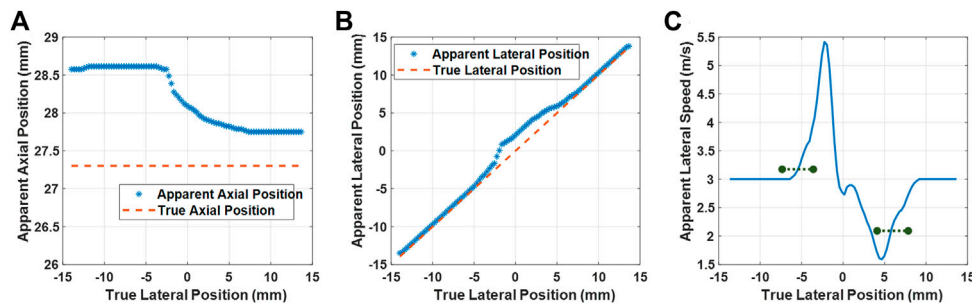 A
Apparent Axial Position (mm)
29
28.5
28
27.5
27
26.5
26
Apparent Axial Position
True Axial Position
-15 -10 -5 0 5 10 15
True Lateral Position (mm)
B
Apparent Lateral Position (mm)
15
10
5
0
-5
-10
-15
Apparent Lateral Position
True Lateral Position
-15 -10 -5 0 5 10 15
True Lateral Position (mm)
C
Apparent Lateral Speed (m/s)
5.5
5
4.5
4
3.5
3
2.5
2
1.5
-15 -10 -5 0 5 10 15
True Lateral Position (mm)